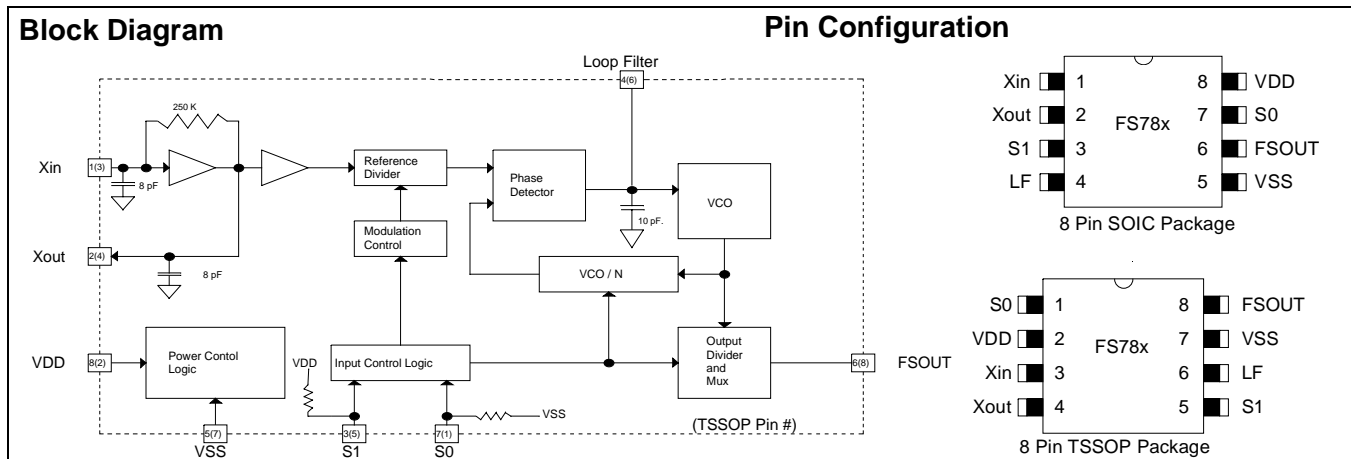 Block Diagram
Pin Configuration
Loop Filter
4(6)
250 K
Xin
1(3)
8 pF
Reference
Divider
Phase
Detector
VCO
10 pF.
Modulation
Control
Xout
2(4)
8 pF
VCO / N
VDD
8(2)
Power Contol
Logic
VDD
Input Control Logic
Output
Divider
and
Mux
6(8)
FSOUT
VSS
5(7)
3(5)
7(1)
(TSSOP Pin #)
VSS
S1
S0
Xin
1
8
VDD
Xout
2
7
S0
FS78x
S1
3
6
FSOUT
LF
4
5
VSS
8 Pin SOIC Package
S0
1
8
FSOUT
VDD
2
7
VSS
FS78x
Xin
3
6
LF
Xout
4
5
S1
8 Pin TSSOP Package